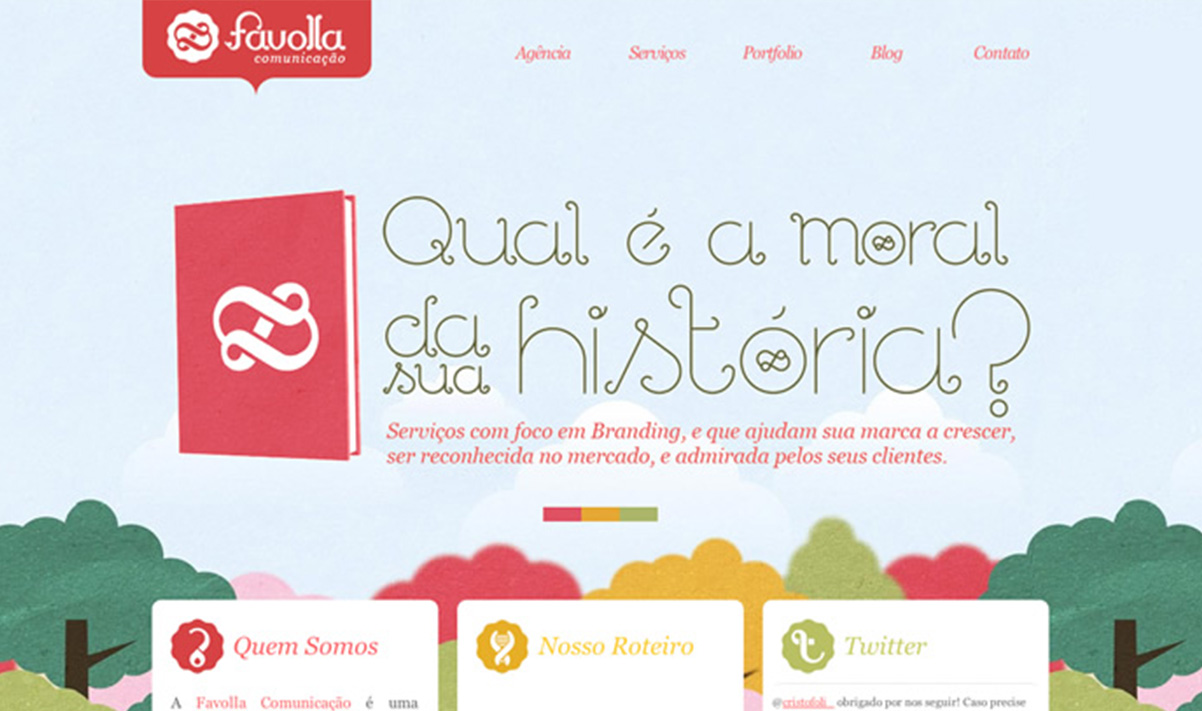 favolla
comunicação
Agência Serviços Portfolio Blog Contato
Qual é a moral
da sua história?
Serviços com foco em Branding, e que ajudam sua marca a crescer,
ser reconhecida no mercado, e admirada pelos seus clientes.
Quem Somos
A Favolla Comunicação é uma
Nosso Roteiro
Twitter
@cristofoli_ obrigado por nos seguir! Caso precise